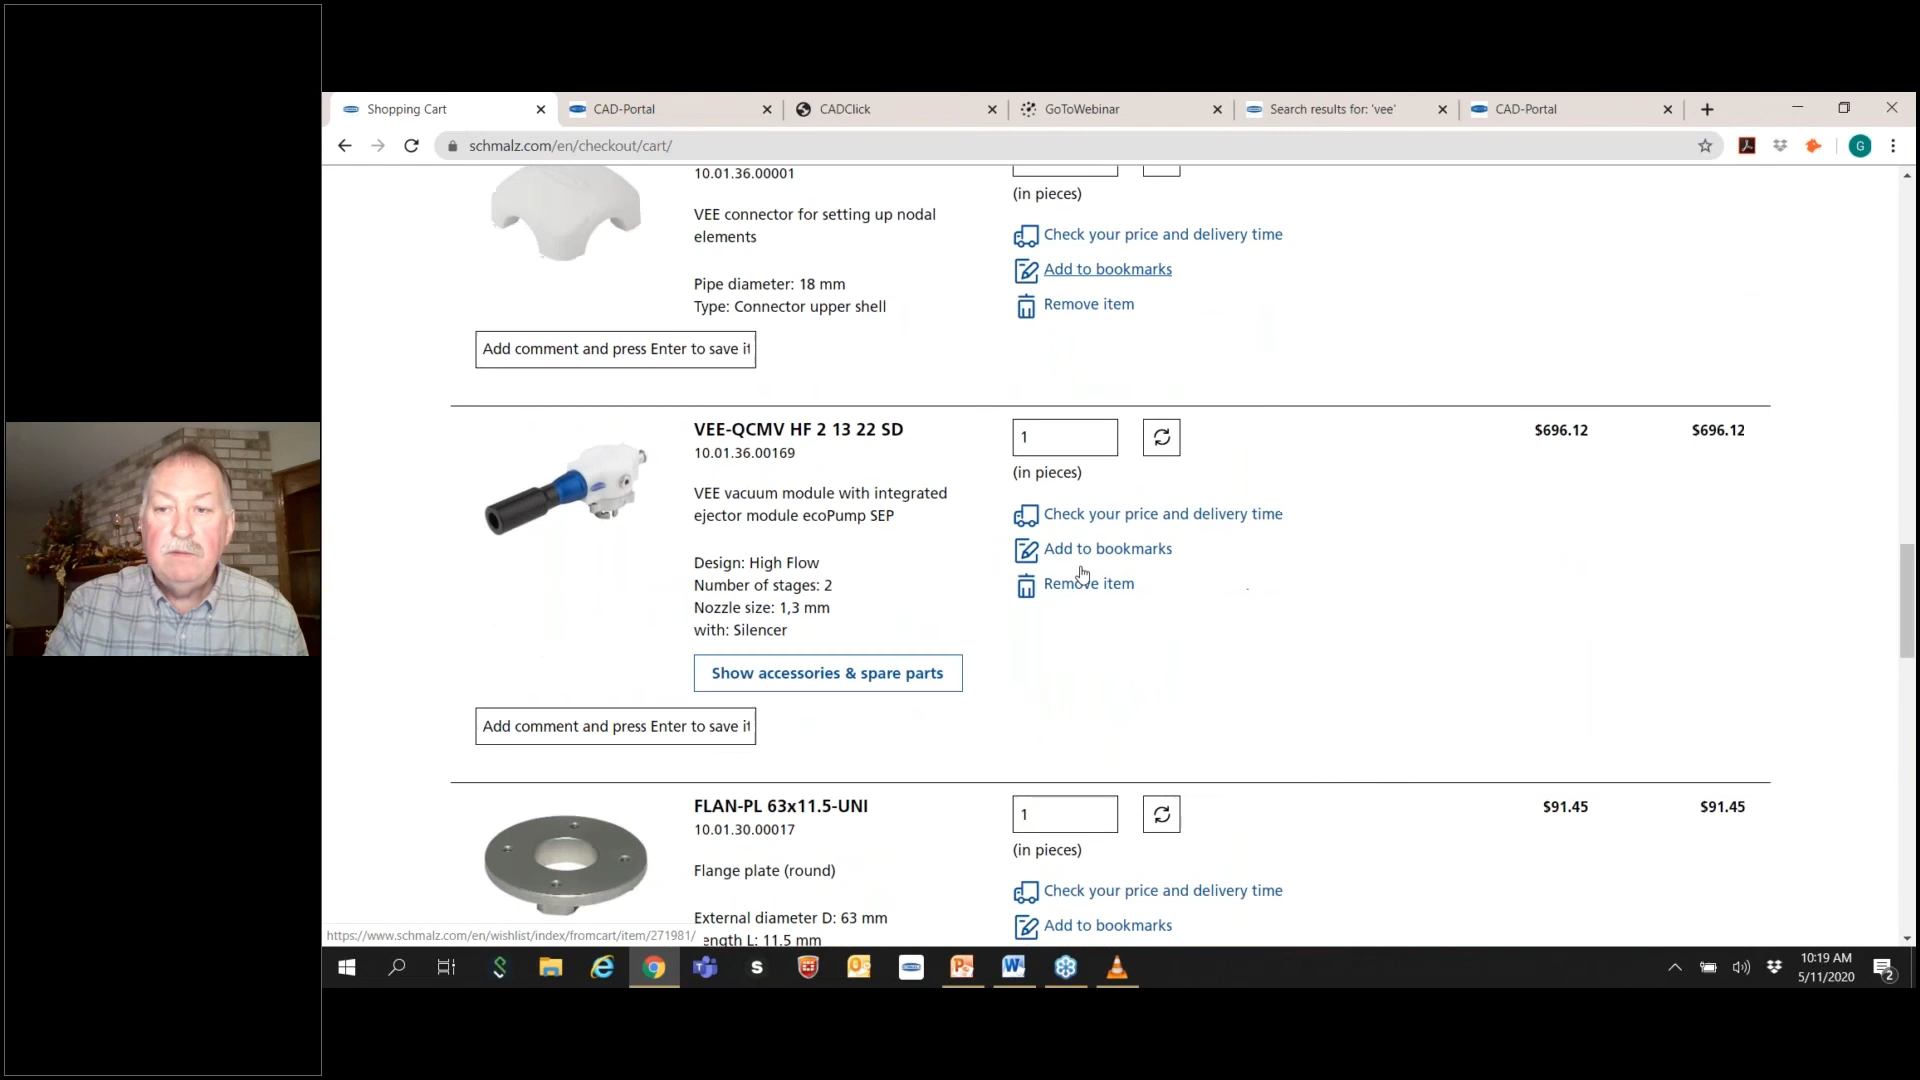 Shopping Cart
CAD-Portal
CADClick
GoToWebinar
Search results for: 'vee'
CAD-Portal
schmalz.com/en/checkout/cart/
G
10.01.36.00001
(in pieces)
VEE connector for setting up nodal
elements
Check your price and delivery time
Add to bookmarks
Pipe diameter: 18 mm
Type: Connector upper shell
Remove item
Add comment and press Enter to save it
VEE-QCMV HF 2 13 22 SD
10.01.36.00169
1
$696.12 $696.12
(in pieces)
VEE vacuum module with integrated
ejector module ecoPump SEP
Check your price and delivery time
Add to bookmarks
Remove item
Design: High Flow
Number of stages: 2
Nozzle size: 1,3 mm
with: Silencer
Show accessories & spare parts
Add comment and press Enter to save it
FLAN-PL 63x11.5-UNI
10.01.30.00017
1
$91.45 $91.45
(in pieces)
Flange plate (round)
Check your price and delivery time
Add to bookmarks
External diameter D: 63 mm
ength L: 11.5 mm
https://www.schmalz.com/en/wishlist/index/fromcart/item/271981/
10:19 AM
5/11/2020
2